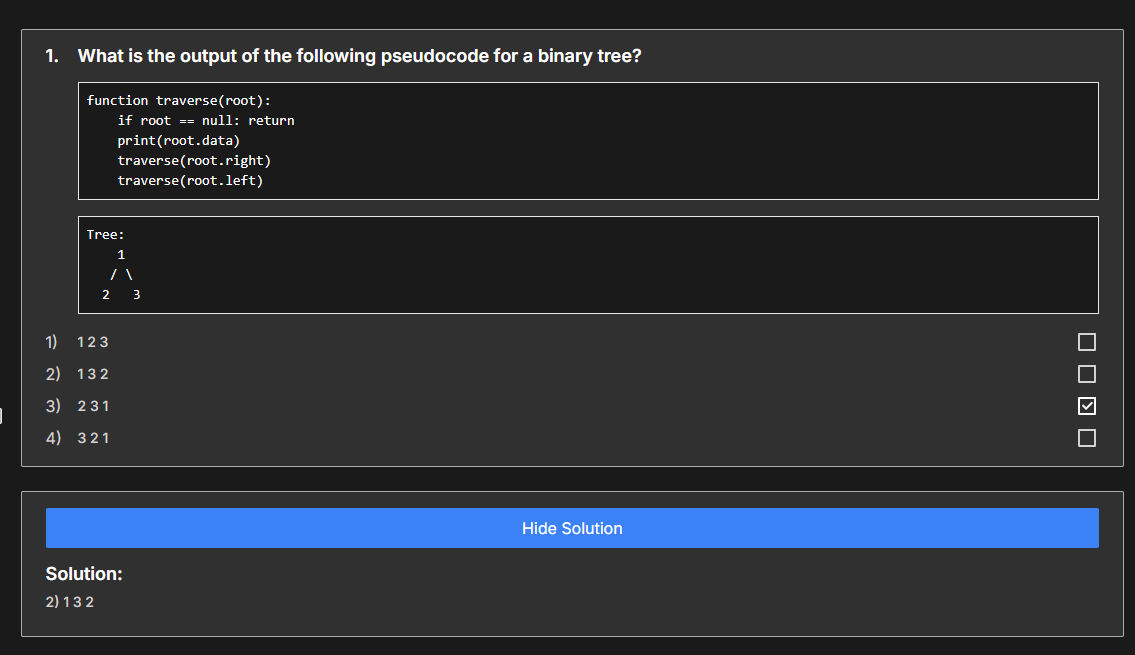 1. What is the output of the following pseudocode for a binary tree?
function traverse(root):
    if root == null: return
    print(root.data)
    traverse(root.right)
    traverse(root.left)
Tree:
    1
   / \
  2   3
1) 1 2 3
2) 1 3 2
3) 2 3 1
4) 3 2 1
Hide Solution
Solution:
2) 1 3 2